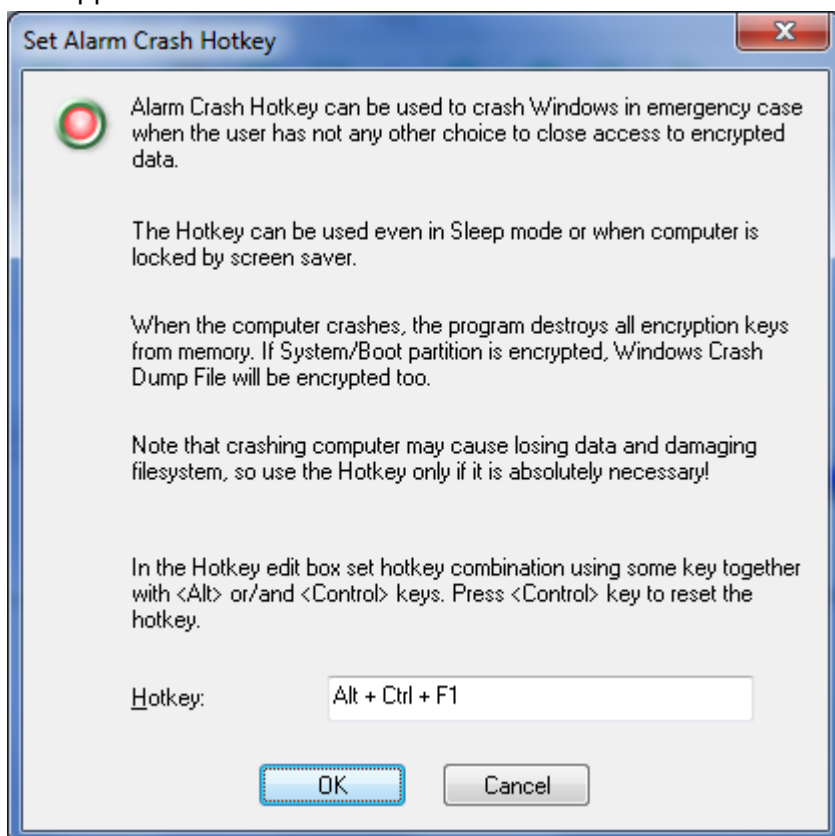 Set Alarm Crash Hotkey
Alarm Crash Hotkey can be used to crash Windows in emergency case
when the user has not any other choice to close access to encrypted
data.
The Hotkey can be used even in Sleep mode or when computer is
locked by screen saver.
When the computer crashes, the program destroys all encryption keys
from memory. If System/Boot partition is encrypted, Windows Crash
Dump File will be encrypted too.
Note that crashing computer may cause losing data and damaging
filesystem, so use the Hotkey only if it is absolutely necessary!
In the Hotkey edit box set hotkey combination using some key together
with <Alt> or/and <Control> keys. Press <Control> key to reset the
hotkey.
Hotkey: Alt + Ctrl + F1
OK Cancel